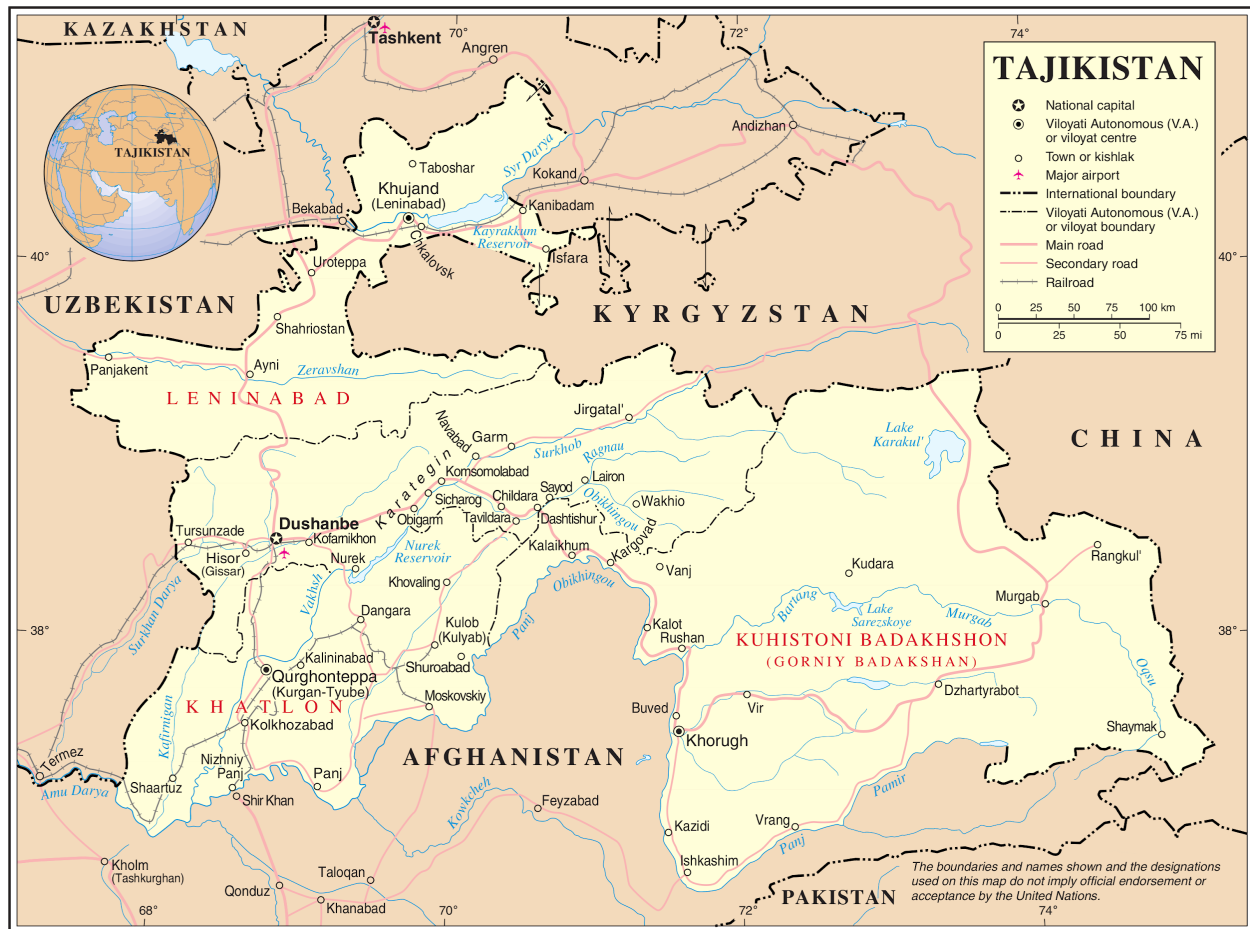 KAZAKHSTAN
70°
72°
74°
Tashkent
Angren
TAJIKISTAN
National capital
Viloyati Autonomous (V.A.)
or viloyat centre
Town or kishlak
Major airport
International boundary
Viloyati Autonomous (V.A.)
or viloyat boundary
Main road
Secondary road
Railroad
0 25 50 75 100 km
0 25 50 75 mi
TAJIKISTAN
Andizhan
Syr Darya
Taboshar
Kokand
Khujand
(Leninabad)
Bekabad
Kanibadam
Kayrakkum
Reservoir
Chkalovsk
Isfara
40°
40°
Uroteppa
UZBEKISTAN
KYRGYZSTAN
Shahriostan
Panjakent
Ayni
Zeravshan
LENINABAD
Jirgatal'
Navabad
Garm
Surkhob
Ragnau
Lake
Karakul'
CHINA
Karategin
Komsomolabad
Lairon
Sayod
Sicharog
Childara
Obikhingou
Wakhio
Obigarm
Tavildara
Dashtishur
Dushanbe
Tursunzade
Kofamikhon
Hisor
(Gissar)
Nurek
Nurek
Reservoir
Kalaikhum
Kargovad
Rangkul'
Khovaling
Obikhingou
Vanj
Kudara
Vakhsh
Surkhan Darya
Dangara
Bartang
Lake
Sarezskoye
Murgab
Murgab
Panj
Kulob
(Kulyab)
Kalot
Rushan
38°
38°
KUHISTONI BADAKHSHON
(GORNIY BADAKSHAN)
Kalininabad
Shuroabad
Qurghonteppa
(Kurgan-Tyube)
Oqsu
Dzhartyrabot
Moskovskiy
KHATLON
Kafirnigan
Kolkhozabad
Buved
Vir
Khorugh
Shaymak
AFGHANISTAN
Termez
Nizhniy
Panj
Panj
Amu Darya
Shaartuz
Shir Khan
Kowkcheh
Feyzabad
Pamir
Vrang
Kazidi
Panj
Ishkashim
Kholm
(Tashkurghan)
Taloqan
Qonduz
Khanabad
PAKISTAN
The boundaries and names shown and the designations
used on this map do not imply official endorsement or
acceptance by the United Nations.
68°
70°
72°
74°